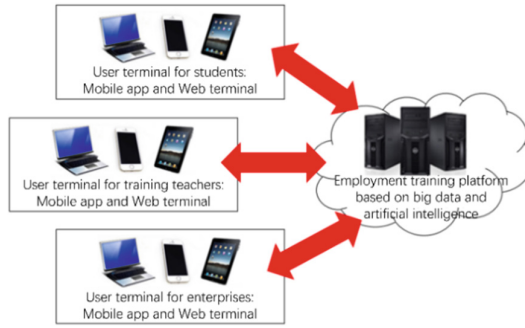 User terminal for students:
Mobile app and Web terminal
User terminal for training teachers:
Mobile app and Web terminal
Employment training platform
based on big data and
artificial intelligence
User terminal for enterprises:
Mobile app and Web terminal